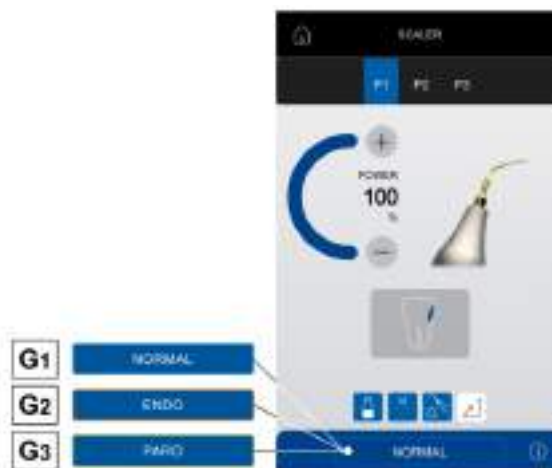 SCALER
P1 P2 P3
+
POWER
100
%
−
G1 NORMAL
G2 ENDO
G3 PARO
NORMAL